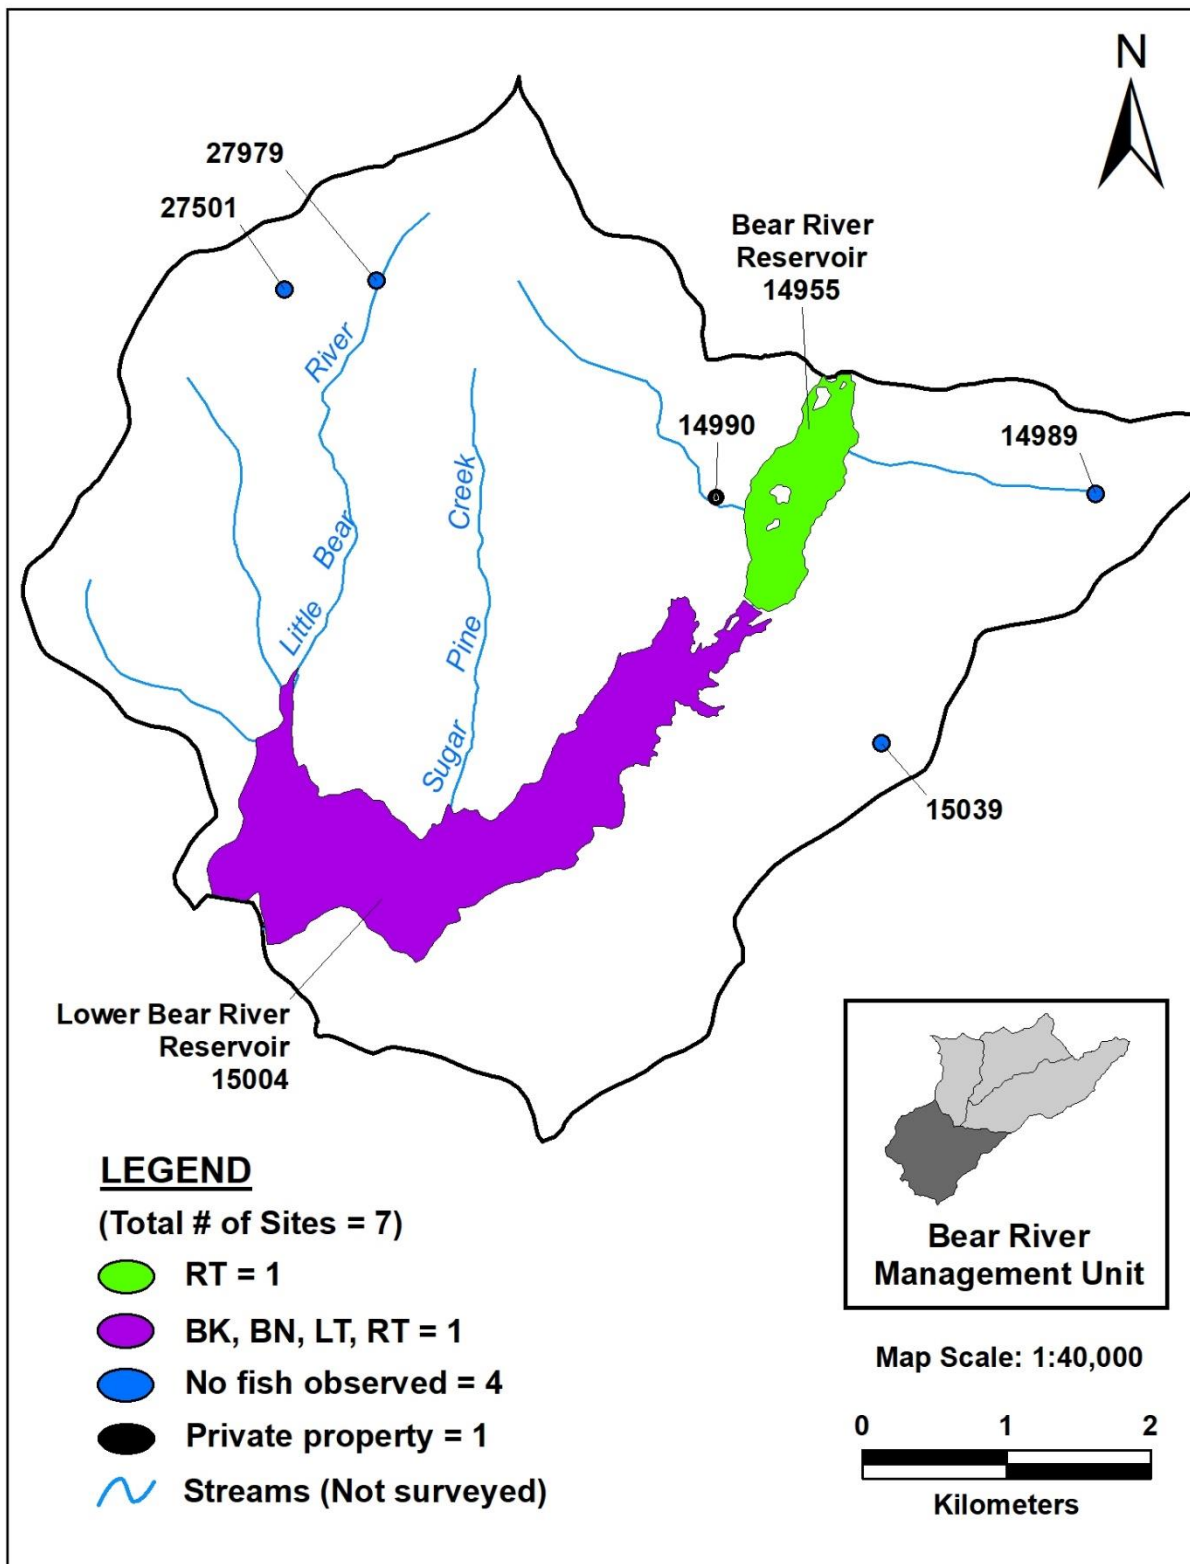 N
27979
27501
Bear River
Reservoir
14955
14990
14989
River
Bear
Little
Creek
Pine
Sugar
15039
Lower Bear River
Reservoir
15004
LEGEND
(Total # of Sites = 7)
RT = 1
BK, BN, LT, RT = 1
No fish observed = 4
Private property = 1
Streams (Not surveyed)
Bear River
Management Unit
Map Scale: 1:40,000
0 1 2
Kilometers